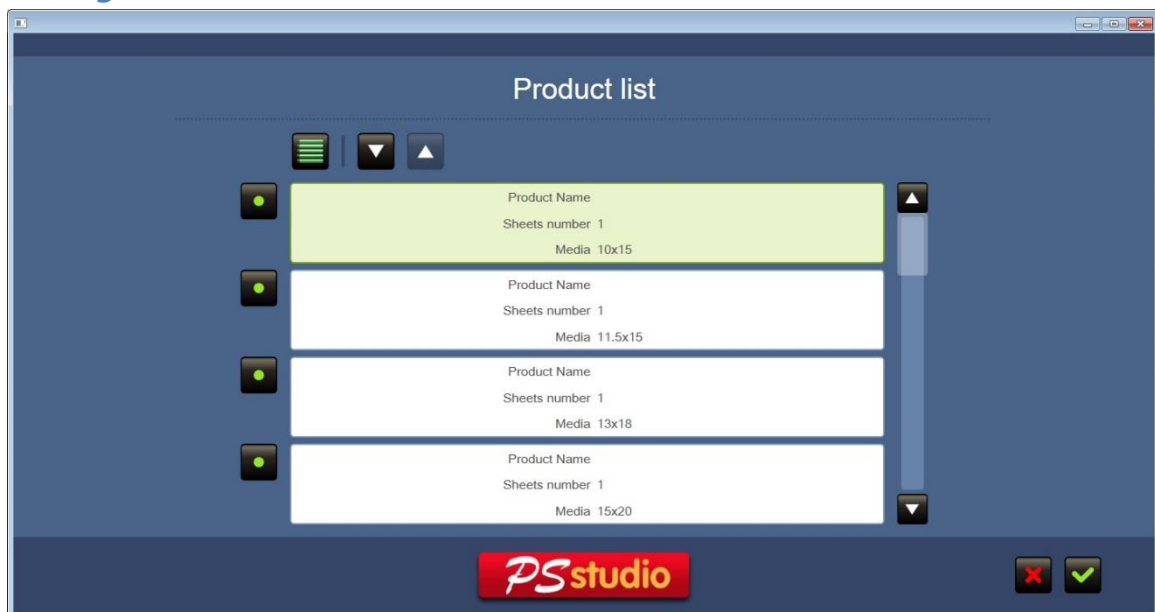 Product list
Product Name
Sheets number 1
Media 10x15
Product Name
Sheets number 1
Media 11.5x15
Product Name
Sheets number 1
Media 13x18
Product Name
Sheets number 1
Media 15x20
PSstudio